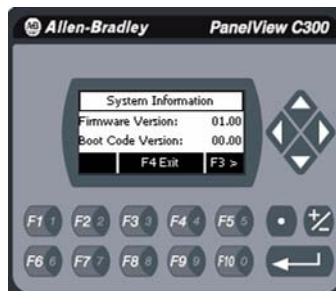 AB Allen-Bradley PanelView C300
System Information
Firmware Version: 01.00
Boot Code Version: 00.00
F4 Exit F3 >
F1 1 F2 2 F3 3 F4 4 F5 5 • +/-
F6 6 F7 7 F8 8 F9 9 F10 0